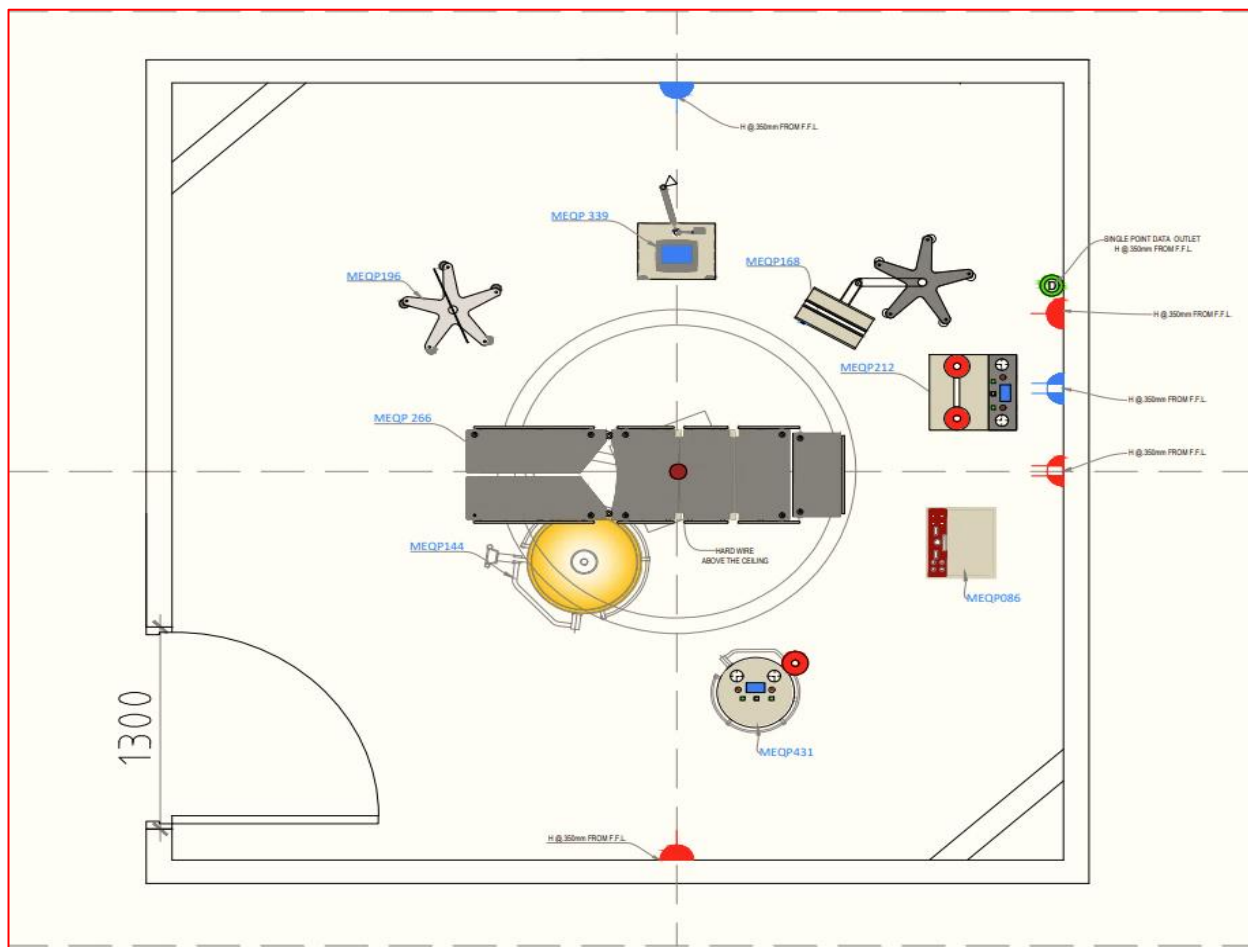 H @ 350mm FROM F.F.L.
MEQP 339
SINGLE POINT DATA OUTLET
H @ 350mm FROM F.F.L.
MEQP196
MEQP168
H @ 350mm FROM F.F.L.
MEQP212
MEQP 266
H @ 350mm FROM F.F.L.
H @ 350mm FROM F.F.L.
MEQP144
HARD WIRE
ABOVE THE CEILING
MEQP086
1300
MEQP431
H @ 350mm FROM F.F.L.